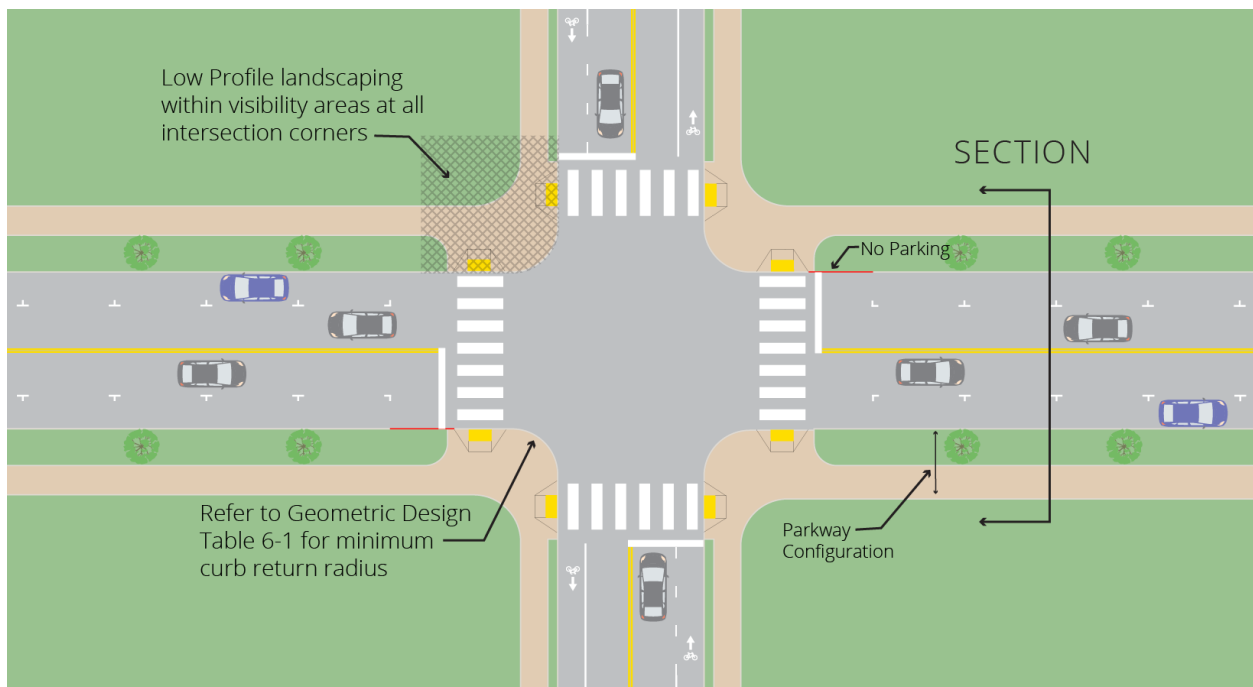 Low Profile landscaping
within visibility areas at all
intersection corners
SECTION
No Parking
Refer to Geometric Design
Table 6-1 for minimum
curb return radius
Parkway
Configuration